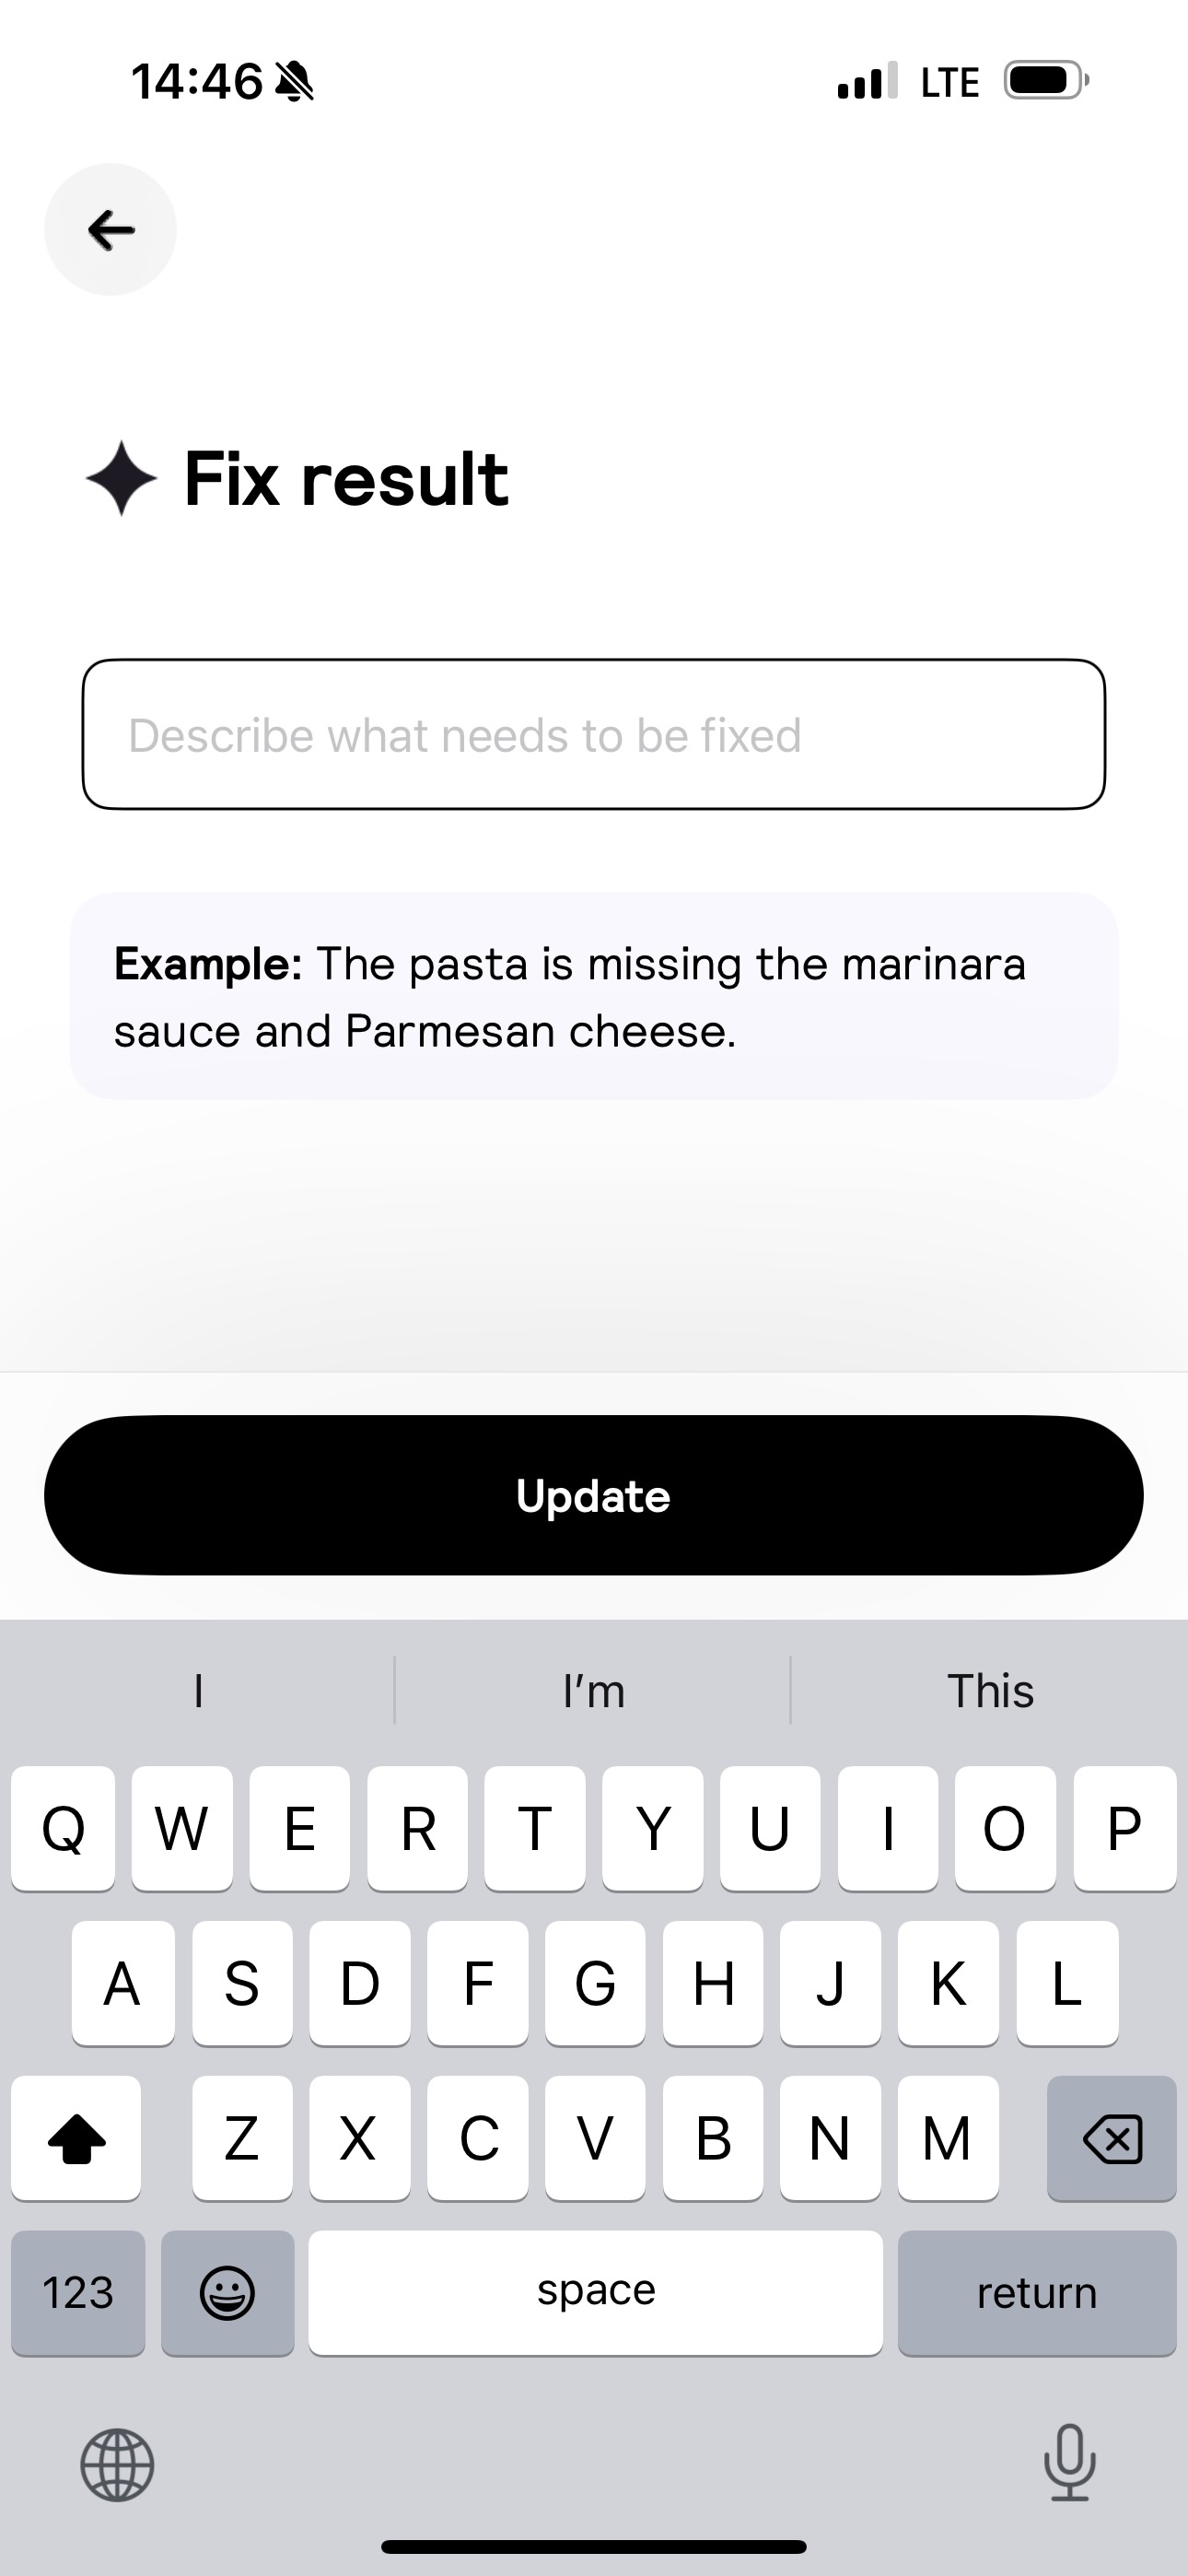 14:46 LTE
Fix result
Describe what needs to be fixed
Example: The pasta is missing the marinara
sauce and Parmesan cheese.
Update
I I'm This
Q W E R T Y U I O P
A S D F G H J K L
Z X C V B N M
123 space return